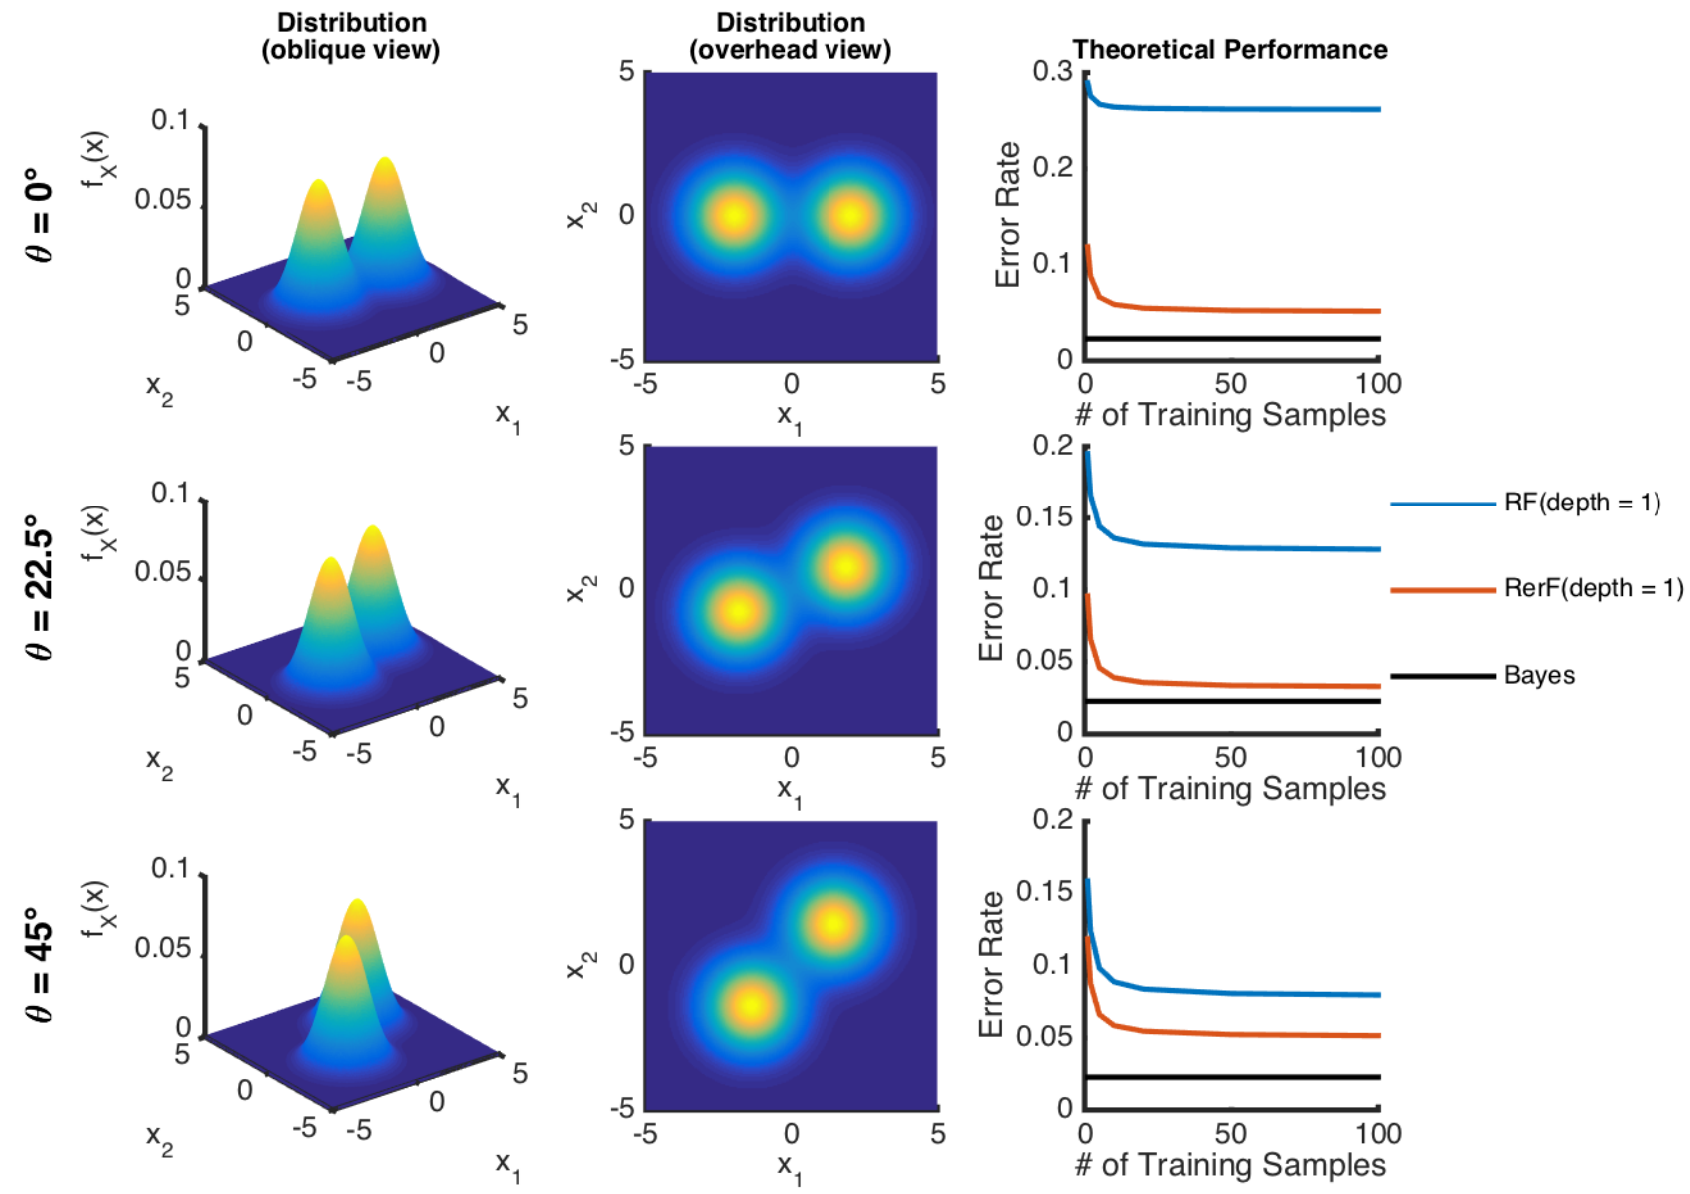 Distribution
(oblique view)
Distribution
(overhead view)
Theoretical Performance
θ = 0°
f_X(x)
0.1
0.05
0
5
0
-5
x_2
-5
0
5
x_1
5
0
-5
x_2
-5
0
5
x_1
Error Rate
0.3
0.2
0.1
0
0
50
100
# of Training Samples
θ = 22.5°
f_X(x)
0.1
0.05
0
5
0
-5
x_2
-5
0
5
x_1
5
0
-5
x_2
-5
0
5
x_1
Error Rate
0.2
0.15
0.1
0.05
0
0
50
100
# of Training Samples
RF(depth = 1)
RerF(depth = 1)
Bayes
θ = 45°
f_X(x)
0.1
0.05
0
5
0
-5
x_2
-5
0
5
x_1
5
0
-5
x_2
-5
0
5
x_1
Error Rate
0.2
0.15
0.1
0.05
0
0
50
100
# of Training Samples